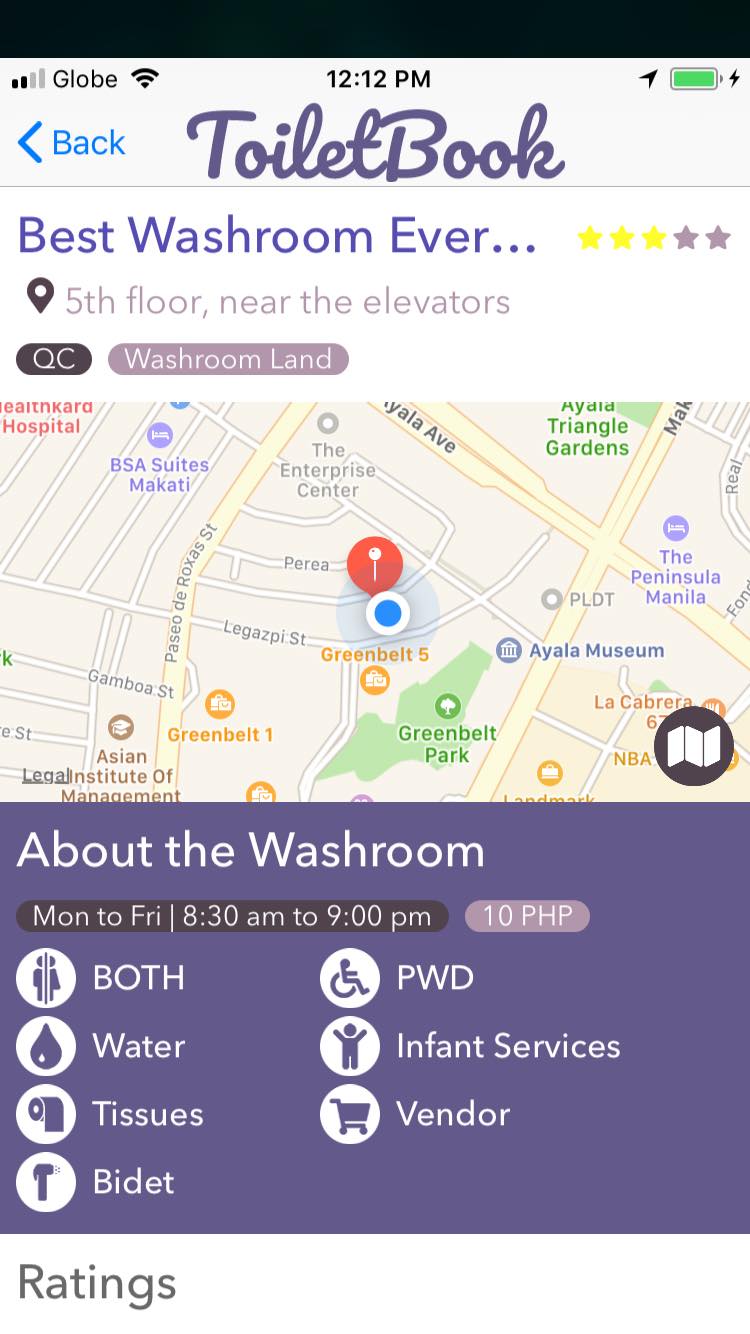 Globe 12:12 PM
Back ToiletBook
Best Washroom Ever...
5th floor, near the elevators
QC Washroom Land
ealthkard
Hospital
BSA Suites
Makati
The
Enterprise
Center
yala Ave
Ayala
Triangle
Gardens
Mak
Real
The
Peninsula
Manila
Fond
Paseo de Roxas St
Perea
PLDT
Legazpi St
Greenbelt 5
Ayala Museum
k
Gamboa St
La Cabrera
67
e St
Greenbelt 1
Greenbelt
Park
NBA
Asian
Institute Of
Management
Legal
Landmark
About the Washroom
Mon to Fri | 8:30 am to 9:00 pm 10 PHP
BOTH PWD
Water Infant Services
Tissues Vendor
Bidet
Ratings